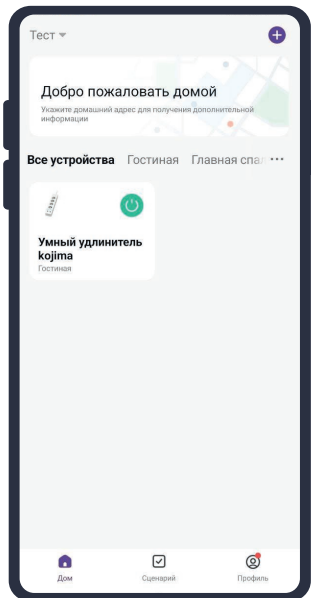 Тест
Добро пожаловать домой
Укажите домашний адрес для получения дополнительной
информации
Все устройства Гостиная Главная спал
Умный удлинитель
kojima
Гостиная
Дом Сценарий Профиль